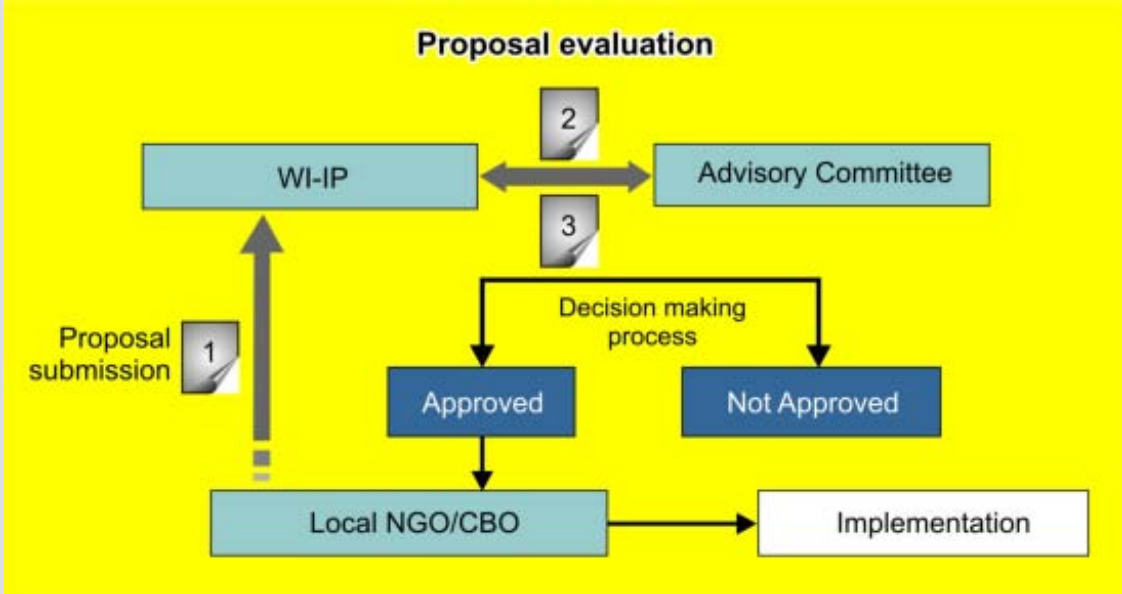 Proposal evaluation
2
WI-IP
Advisory Committee
3
Decision making
process
Proposal
submission
1
Approved
Not Approved
Local NGO/CBO
Implementation